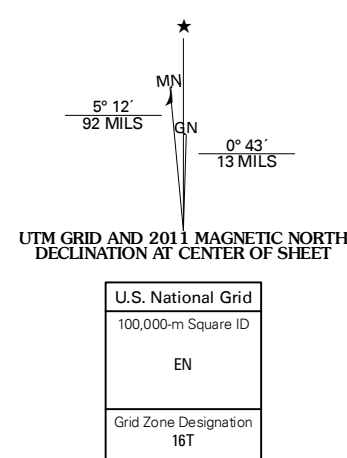 ★
MN
5° 12´
92 MILS
GN
0° 43´
13 MILS
UTM GRID AND 2011 MAGNETIC NORTH
DECLINATION AT CENTER OF SHEET
U.S. National Grid
100,000-m Square ID
EN
Grid Zone Designation
16T